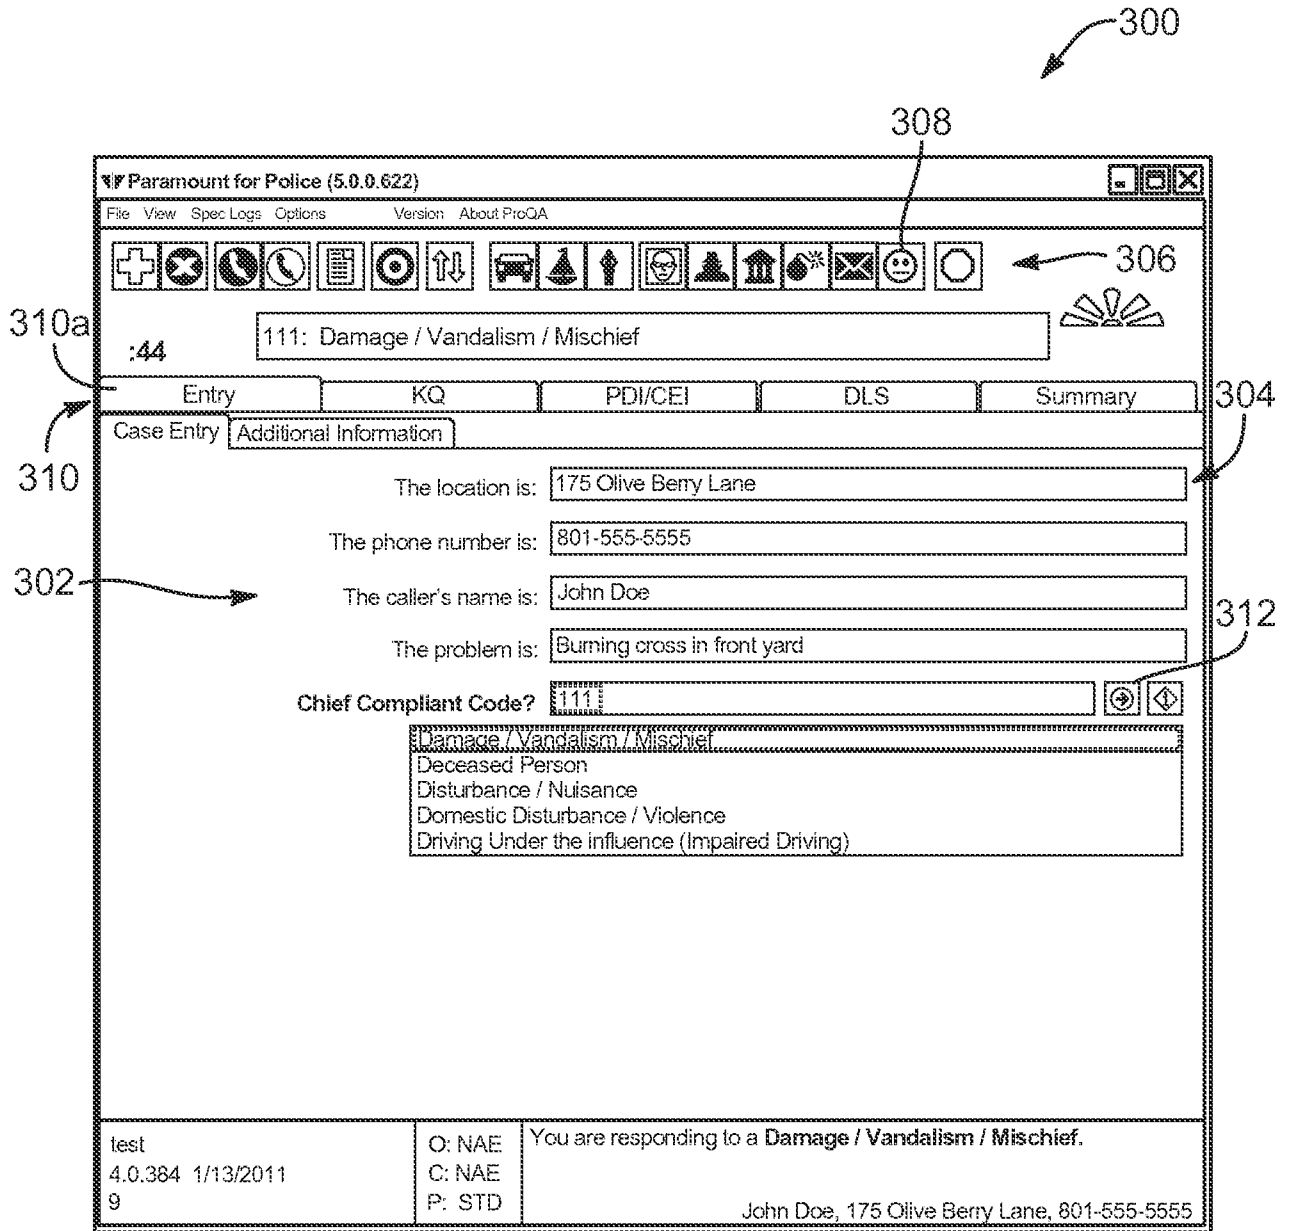 300
308
Paramount for Police (5.0.0.622)
File View Spec Logs Options Version About ProQA
306
310a
:44
111: Damage / Vandalism / Mischief
Entry KQ PDI/CEI DLS Summary
304
310
Case Entry Additional Information
The location is: 175 Olive Berry Lane
The phone number is: 801-555-5555
302
The caller's name is: John Doe
312
The problem is: Burning cross in front yard
Chief Compliant Code? 111
Damage / Vandalism / Mischief
Deceased Person
Disturbance / Nuisance
Domestic Disturbance / Violence
Driving Under the influence (Impaired Driving)
test
4.0.384 1/13/2011
9
O: NAE
C: NAE
P: STD
You are responding to a Damage / Vandalism / Mischief.
John Doe, 175 Olive Berry Lane, 801-555-5555